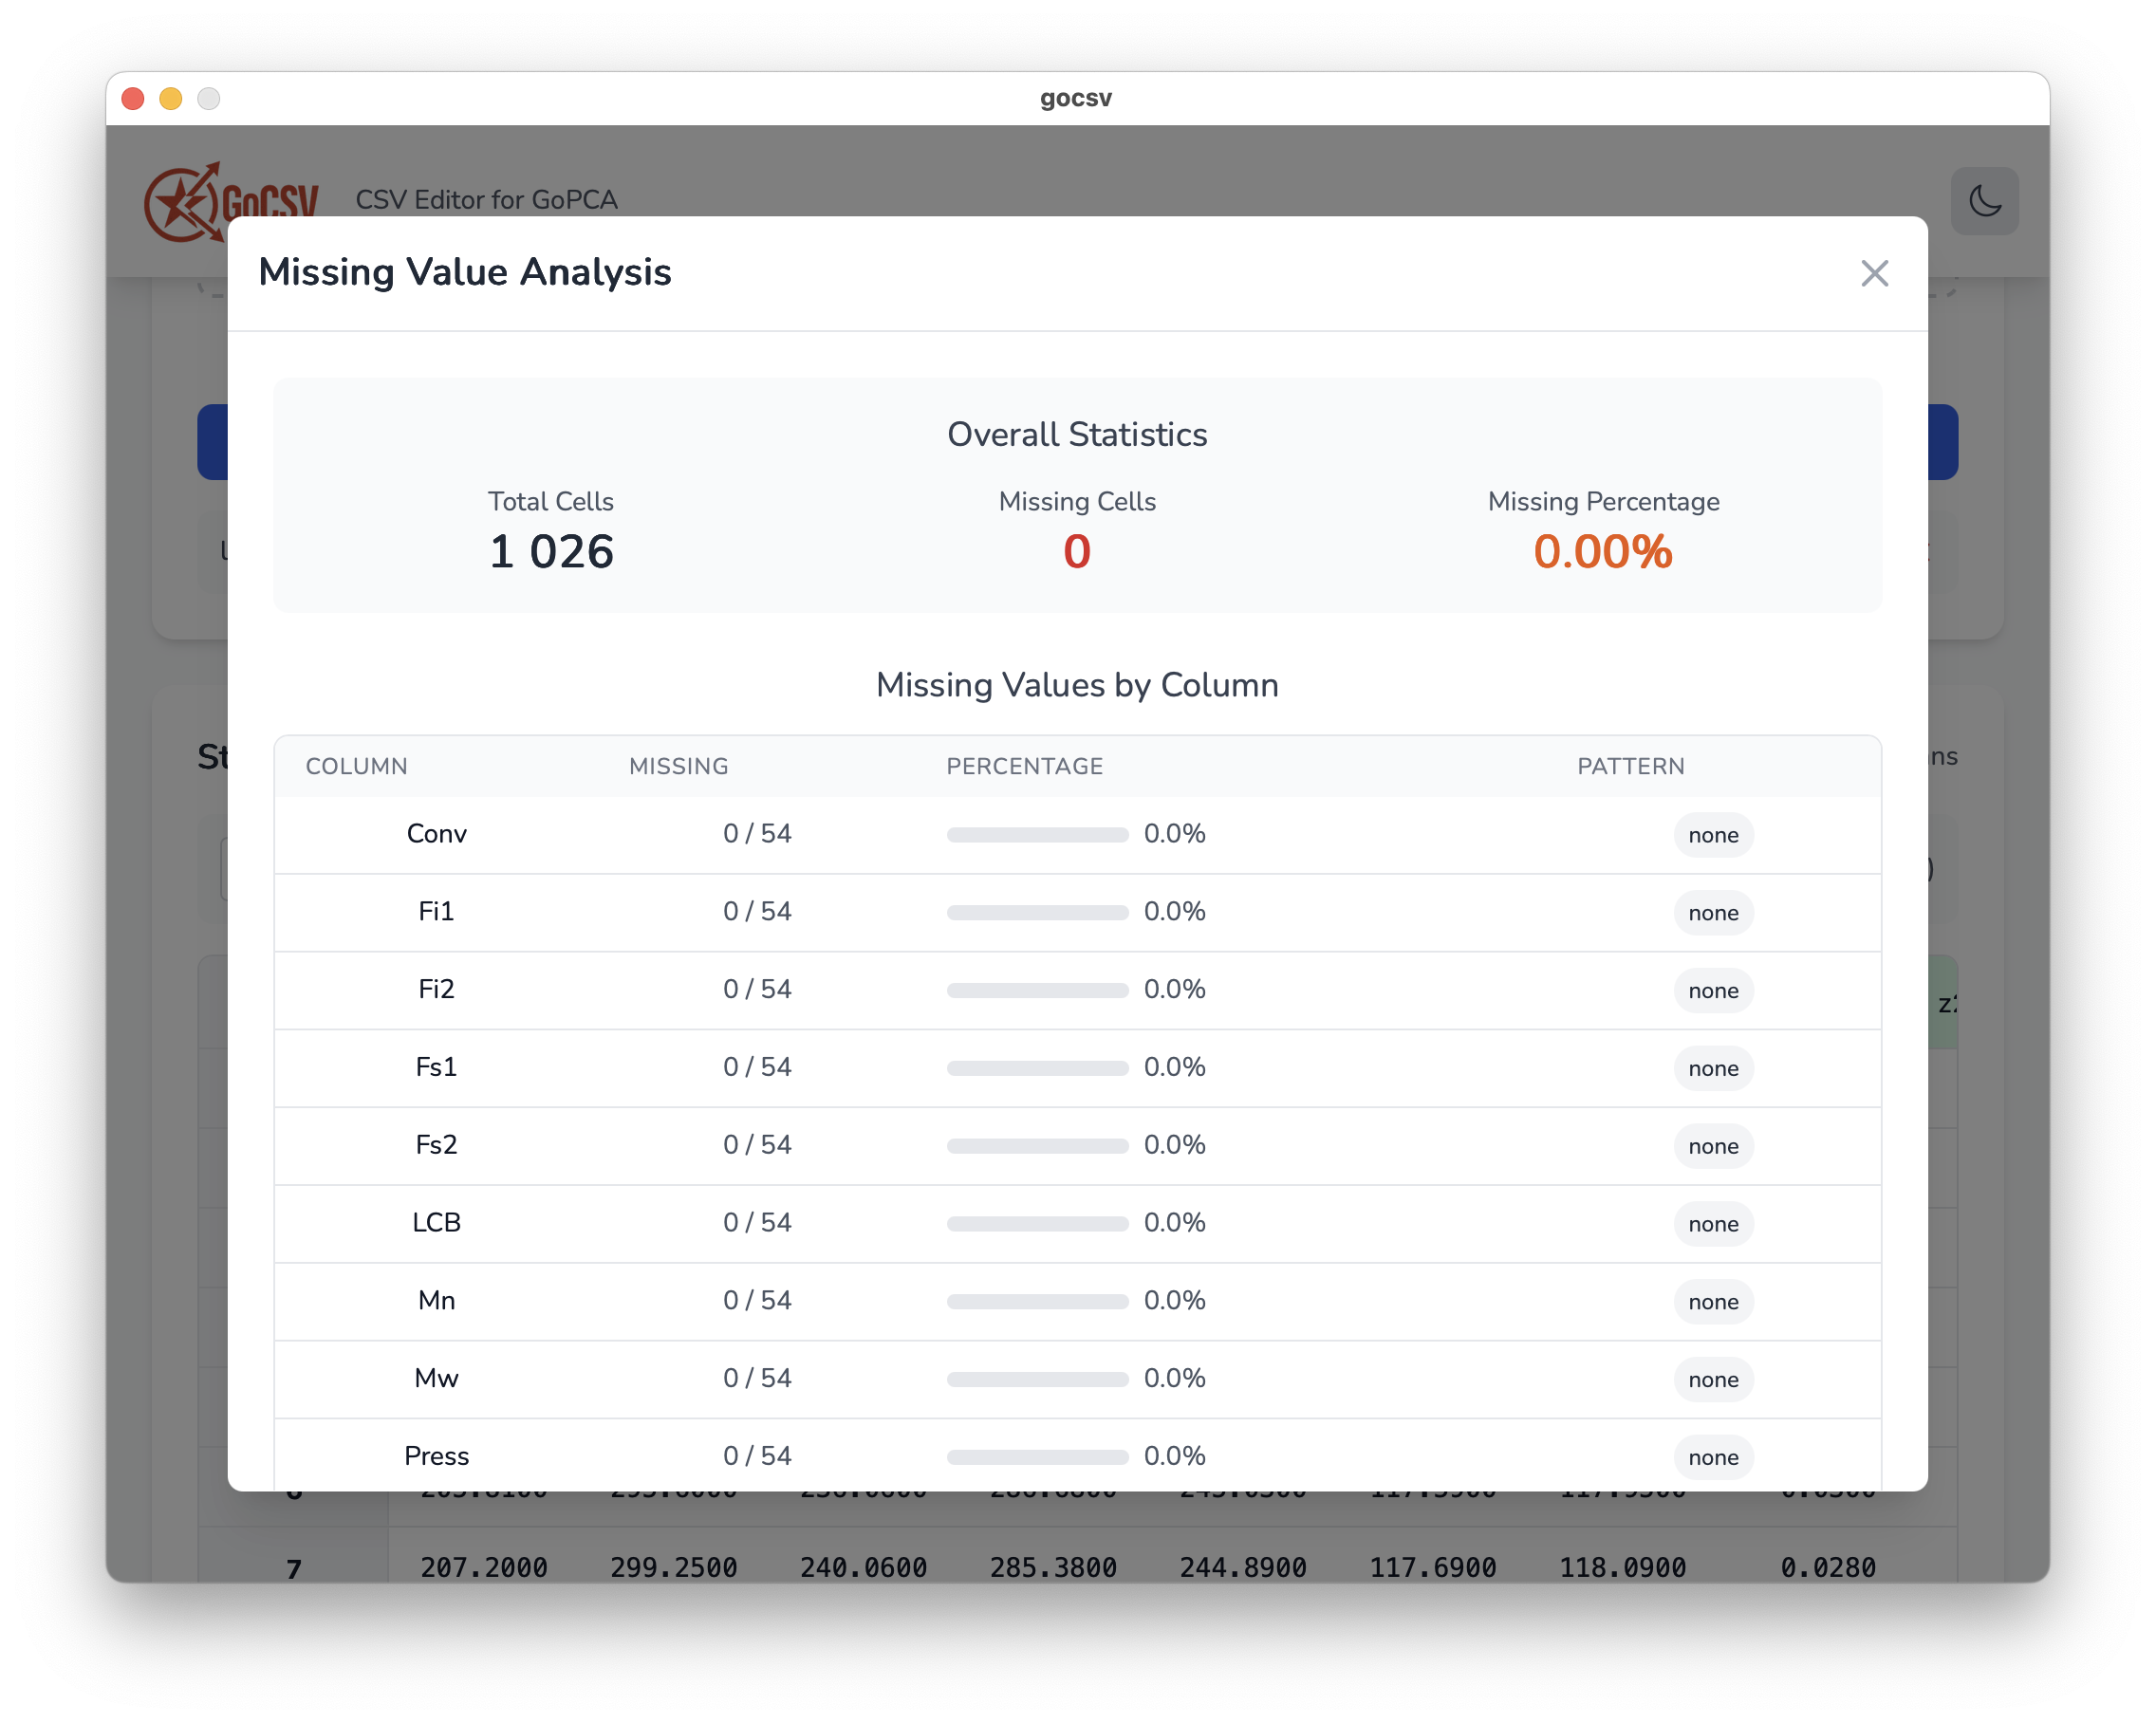 gocsv
GoCSV
CSV Editor for GoPCA
Missing Value Analysis
Overall Statistics
Total Cells
Missing Cells
Missing Percentage
1 026
0
0.00%
Missing Values by Column
COLUMN MISSING PERCENTAGE PATTERN
Conv 0 / 54 0.0% none
Fi1 0 / 54 0.0% none
Fi2 0 / 54 0.0% none
Fs1 0 / 54 0.0% none
Fs2 0 / 54 0.0% none
LCB 0 / 54 0.0% none
Mn 0 / 54 0.0% none
Mw 0 / 54 0.0% none
Press 0 / 54 0.0% none
7 207.2000 299.2500 240.0600 285.3800 244.8900 117.6900 118.0900 0.0280